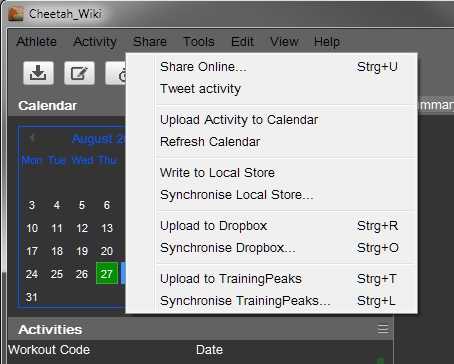 Cheetah_Wiki
Athlete Activity Share Tools Edit View Help
Share Online... Strg+U
Tweet activity
Upload Activity to Calendar
Refresh Calendar
Write to Local Store
Synchronise Local Store...
Upload to Dropbox Strg+R
Synchronise Dropbox... Strg+O
Upload to TrainingPeaks Strg+T
Synchronise TrainingPeaks... Strg+L
Calendar
August 20
Mon Tue Wed Thu
3 4 5 6
10 11 12 13
17 18 19 20
24 25 26 27
31
Activities
Workout Code Date